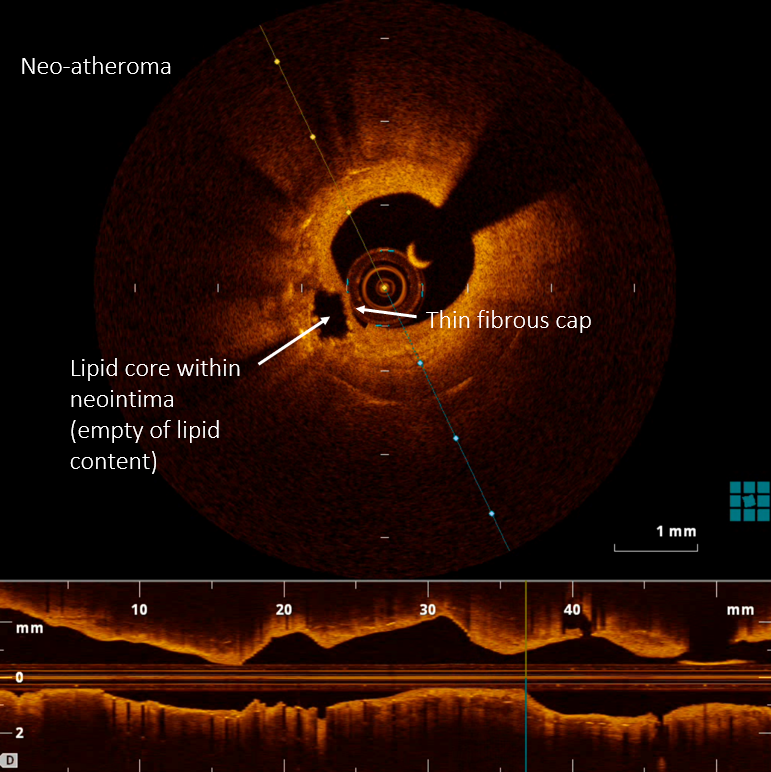 Neo-atheroma
Thin fibrous cap
Lipid core within
neointima
(empty of lipid
content)
1 mm
10 20 30 40 mm
mm
0
2
D